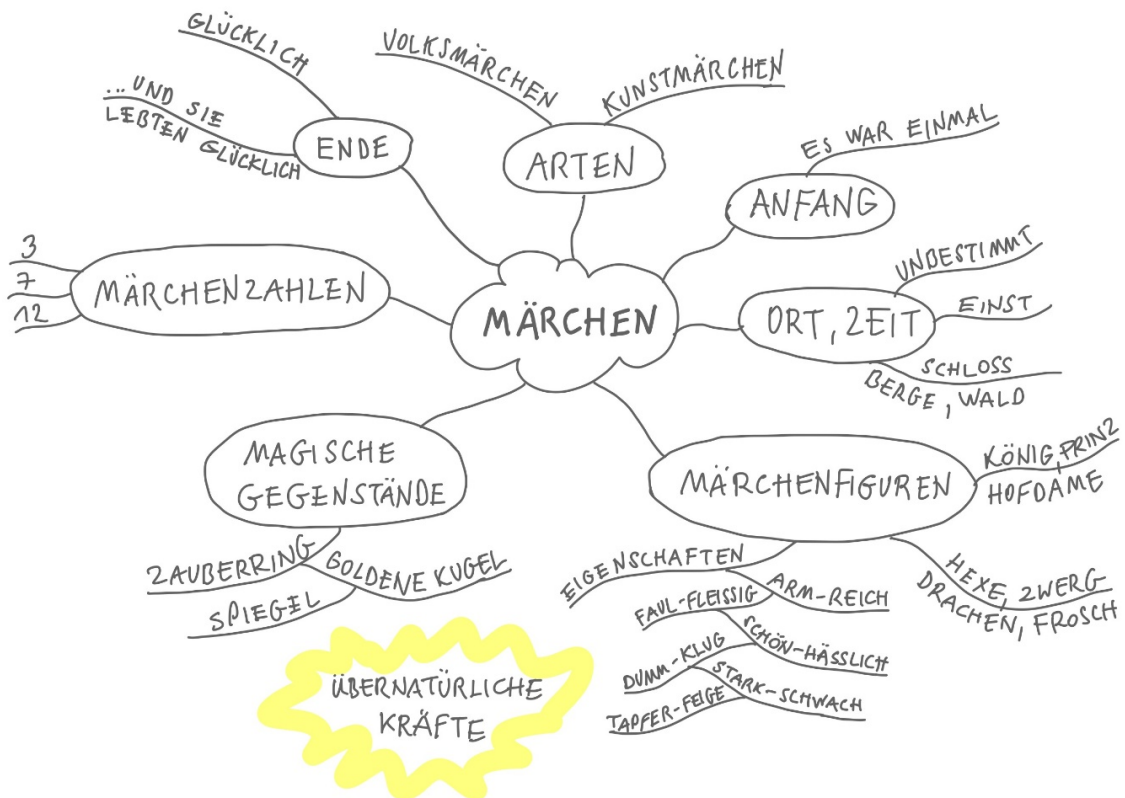 GLÜCKLICH
...UND SIE
LEBTEN GLÜCKLICH
ENDE
VOLKSMÄRCHEN
KUNSTMÄRCHEN
ARTEN
ES WAR EINMAL
ANFANG
3
7
12
MÄRCHENZAHLEN
MÄRCHEN
UNBESTIMMT
EINST
ORT, ZEIT
SCHLOSS
BERGE, WALD
MAGISCHE
GEGENSTÄNDE
ZAUBERRING
GOLDENE KUGEL
SPIEGEL
MÄRCHENFIGUREN
KÖNIG, PRINZ
HOFDAME
HEXE, ZWERG
DRACHEN, FROSCH
EIGENSCHAFTEN
ARM-REICH
FAUL-FLEISSIG
SCHÖN-HÄSSLICH
DUMM-KLUG
STARK-SCHWACH
TAPFER-FEIGE
ÜBERNATÜRLICHE
KRÄFTE